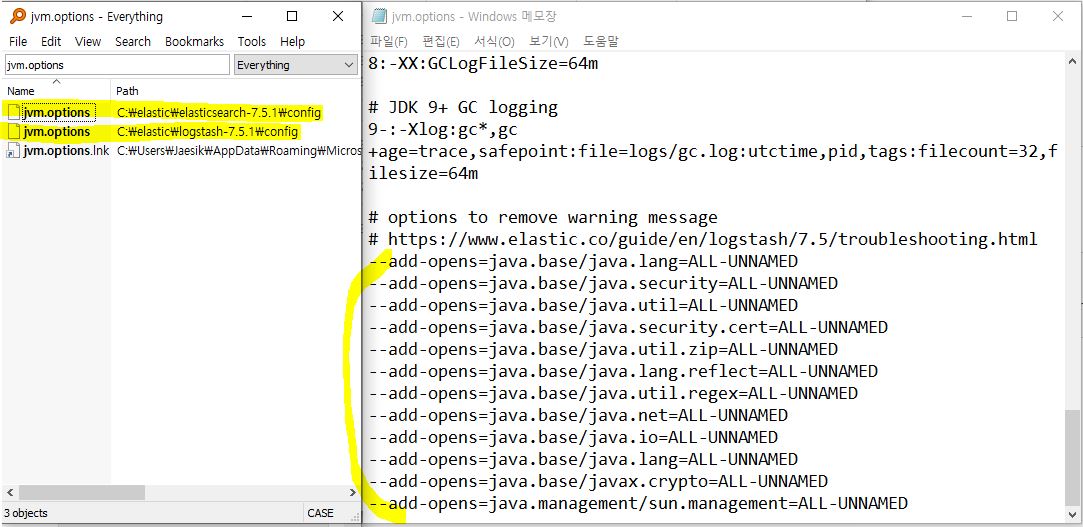 jvm.options - Everything
File Edit View Search Bookmarks Tools Help
jvm.options Everything
Name Path
jvm.options C:₩elastic₩elasticsearch-7.5.1₩config
jvm.options C:₩elastic₩logstash-7.5.1₩config
jvm.options.lnk C:₩Users₩Jaesik₩AppData₩Roaming₩Micros
3 objects CASE
jvm.options - Windows 메모장
파일(F) 편집(E) 서식(O) 보기(V) 도움말
8:-XX:GCLogFileSize=64m
# JDK 9+ GC logging
9-:-Xlog:gc*,gc
+age=trace,safepoint:file=logs/gc.log:utctime,pid,tags:filecount=32,f
ilesize=64m
# options to remove warning message
# https://www.elastic.co/guide/en/logstash/7.5/troubleshooting.html
--add-opens=java.base/java.lang=ALL-UNNAMED
--add-opens=java.base/java.security=ALL-UNNAMED
--add-opens=java.base/java.util=ALL-UNNAMED
--add-opens=java.base/java.security.cert=ALL-UNNAMED
--add-opens=java.base/java.util.zip=ALL-UNNAMED
--add-opens=java.base/java.lang.reflect=ALL-UNNAMED
--add-opens=java.base/java.util.regex=ALL-UNNAMED
--add-opens=java.base/java.net=ALL-UNNAMED
--add-opens=java.base/java.io=ALL-UNNAMED
--add-opens=java.base/java.lang=ALL-UNNAMED
--add-opens=java.base/javax.crypto=ALL-UNNAMED
--add-opens=java.management/sun.management=ALL-UNNAMED